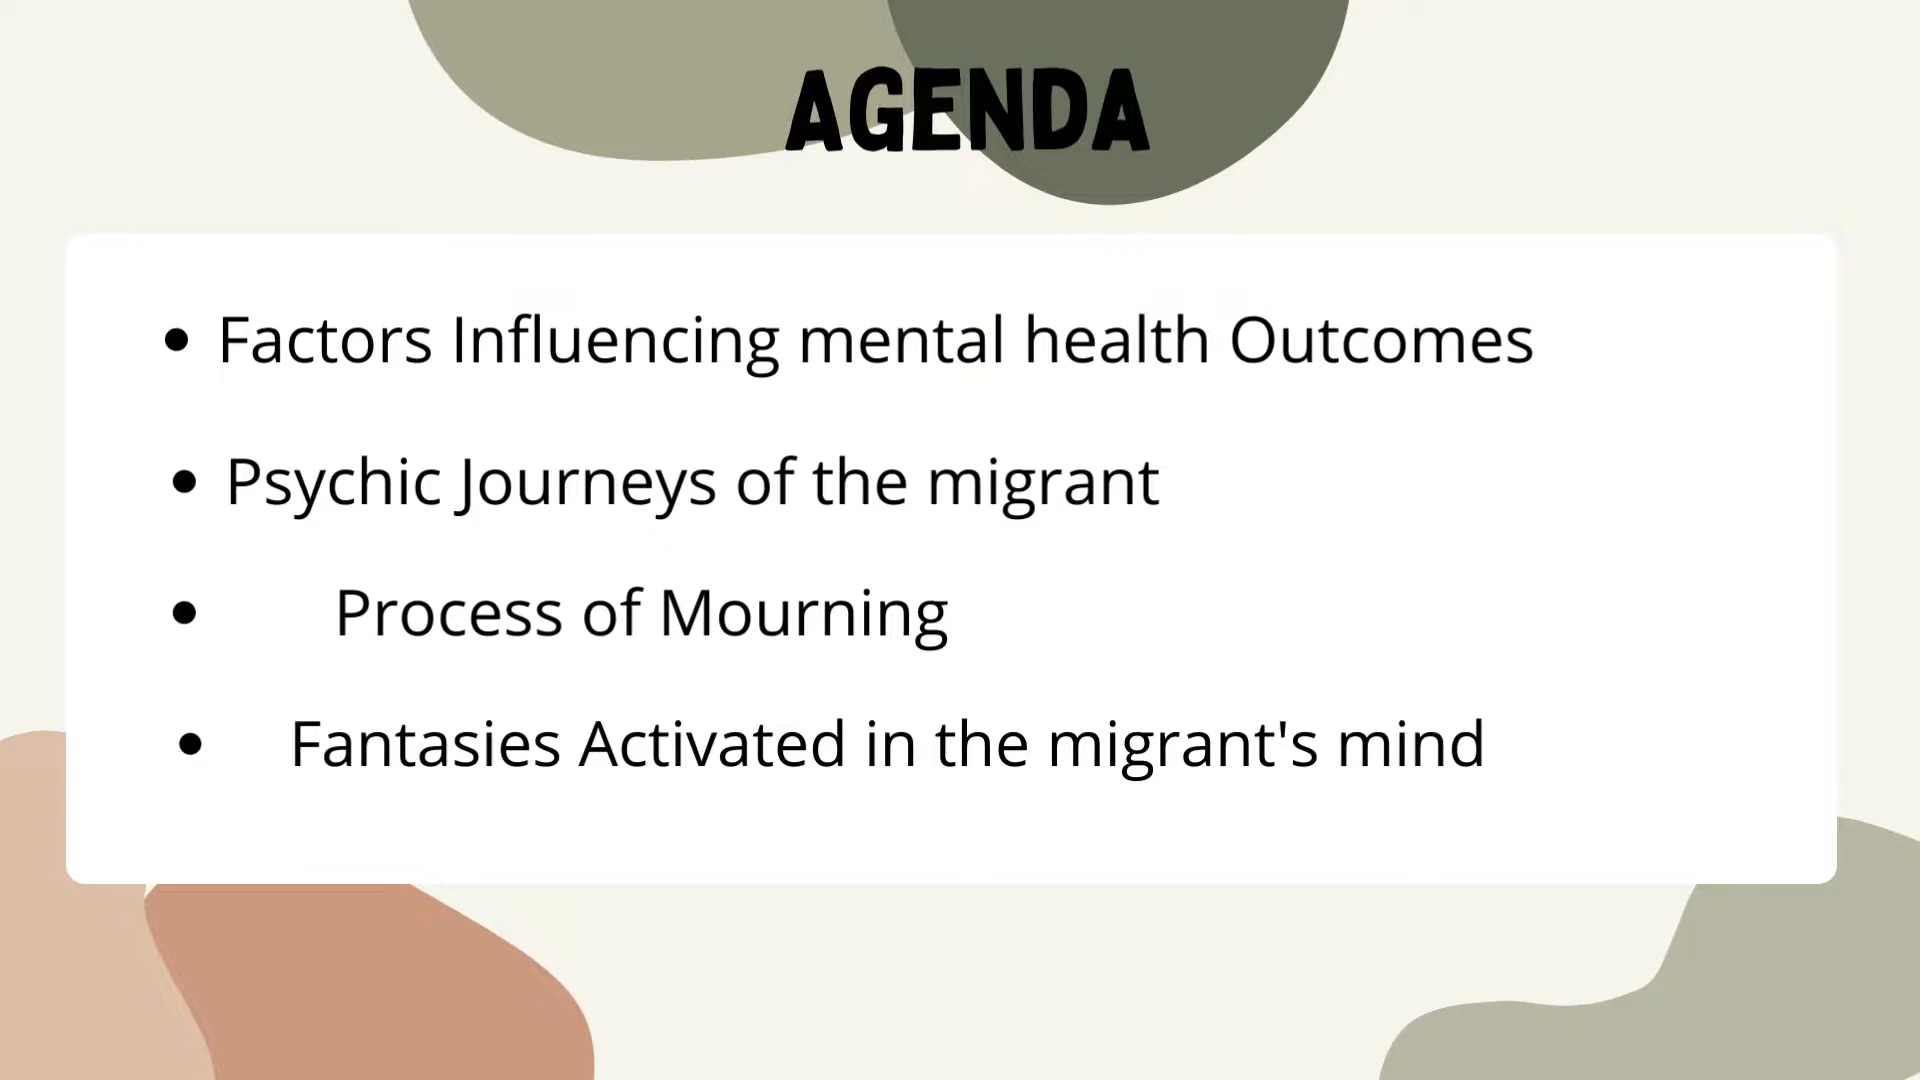 AGENDA
• Factors Influencing mental health Outcomes
• Psychic Journeys of the migrant
• Process of Mourning
• Fantasies Activated in the migrant's mind